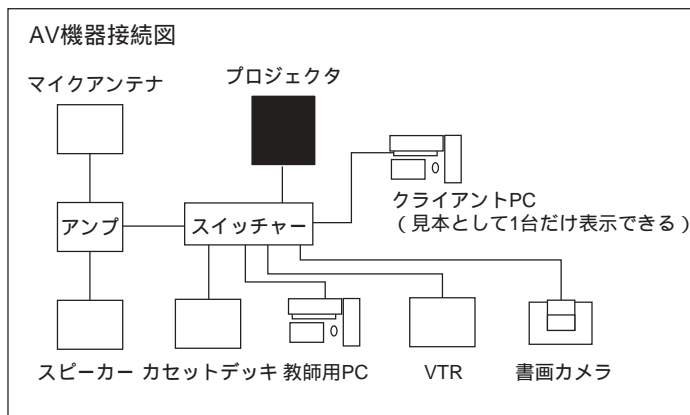 AV機器接続図
マイクアンテナ
プロジェクタ
クライアントPC
(見本として1台だけ表示できる)
アンプ
スイッチャー
スピーカー
カセットデッキ
教師用PC
VTR
書画カメラ